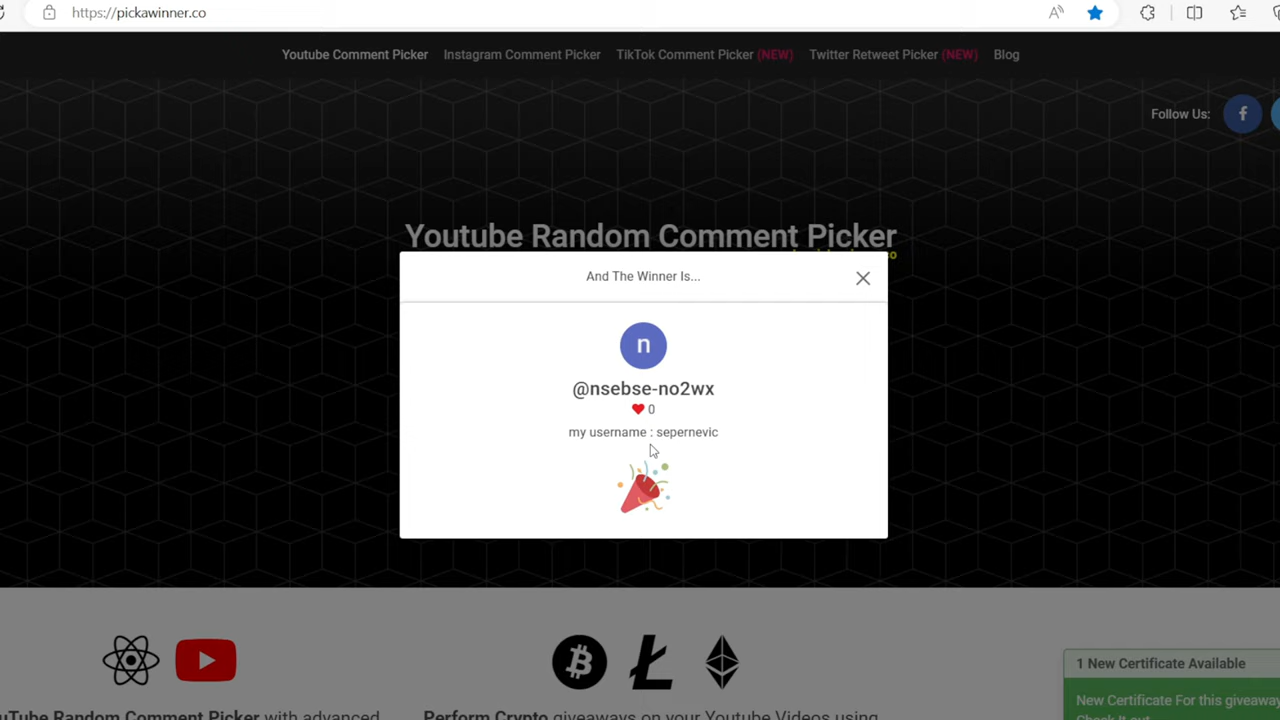 https://pickawinner.co
Youtube Comment Picker Instagram Comment Picker TikTok Comment Picker (NEW) Twitter Retweet Picker (NEW) Blog
Follow Us:
Youtube Random Comment Picker
And The Winner Is...
n
@nsebse-no2wx
0
my username : sepernevic
1 New Certificate Available
New Certificate For this giveaway
Check It out
uTube Random Comment Picker with advanced
Perform Crypto giveaways on your Youtube Videos using